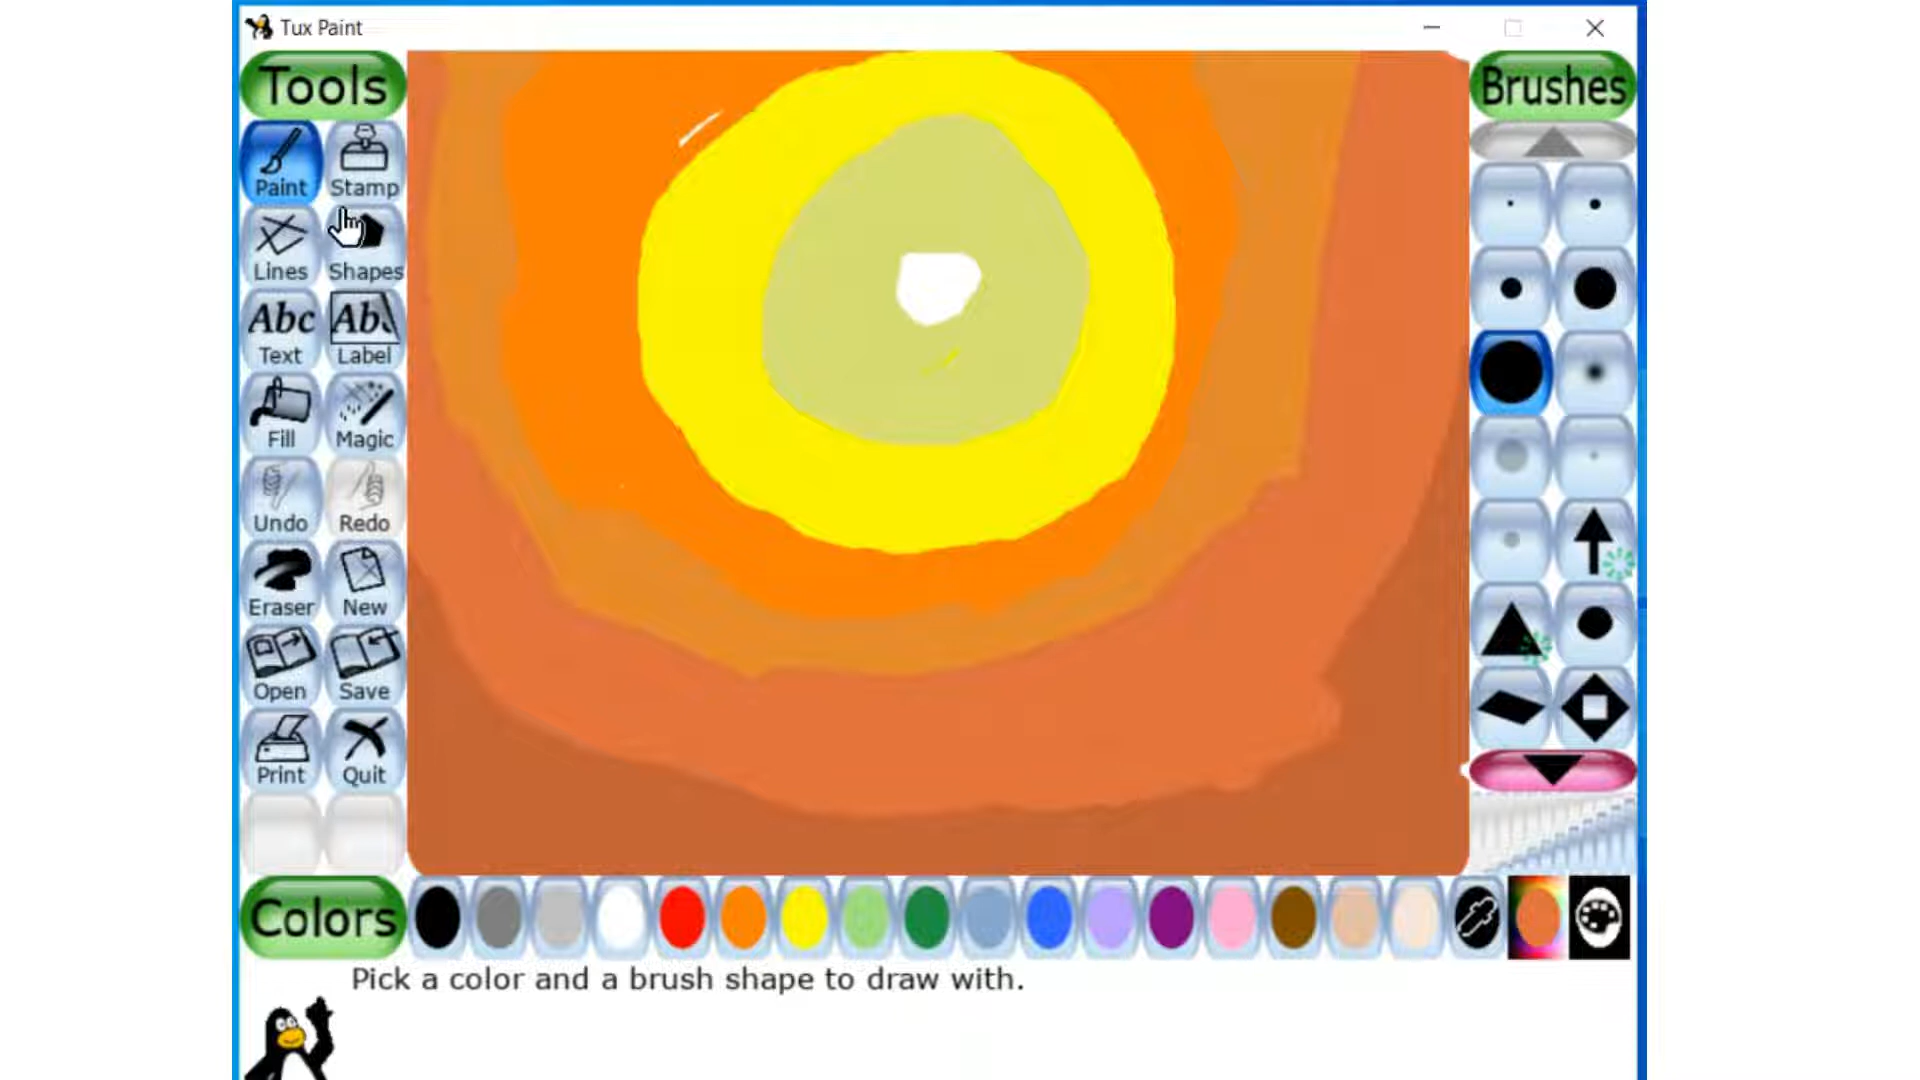 Tux Paint
Tools
Brushes
Paint
Stamp
Lines
Shapes
Abc
Abc
Text
Label
Fill
Magic
Undo
Redo
Eraser
New
Open
Save
Print
Quit
Colors
Pick a color and a brush shape to draw with.